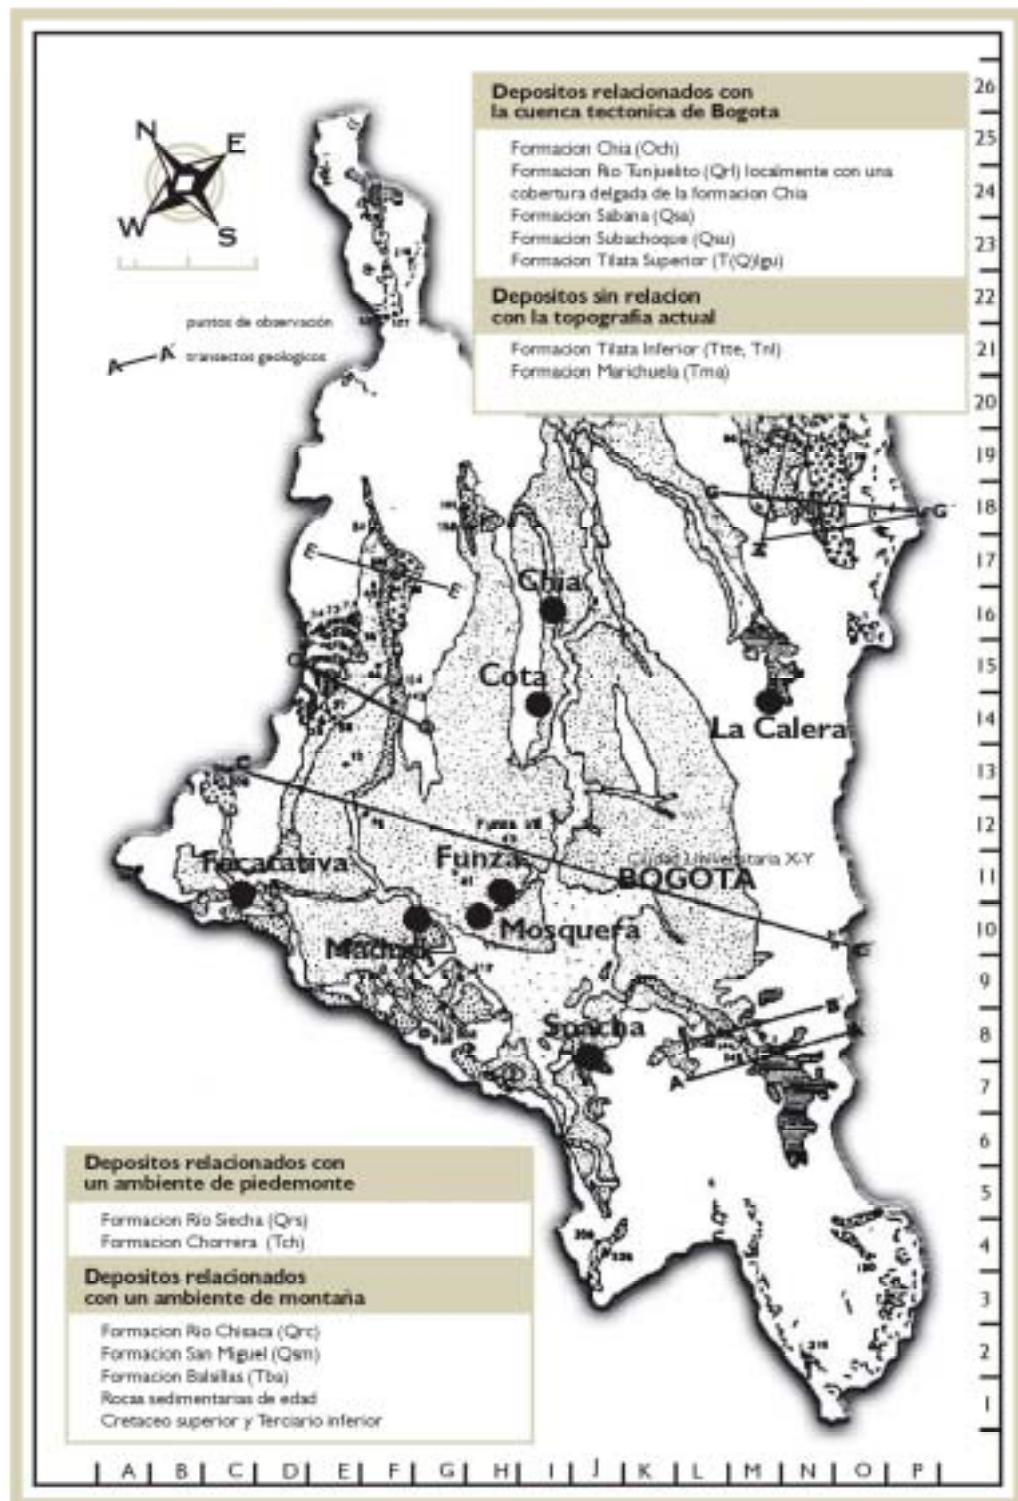 Depositos relacionados con
la cuenca tectonica de Bogota
Formacion Chia (Och)
Formacion Rio Tunjuelito (Qrl) localmente con una
cobertura delgada de la formacion Chia
Formacion Sabana (Qsa)
Formacion Subachoque (Qsu)
Formacion Tilata Superior (T(Q)lgu)
Depositos sin relacion
con la topografia actual
Formacion Tilata Inferior (Ttte, Tnl)
Formacion Marichuela (Tma)
N
E
W
S
puntos de observación
A A' transectos geologicos
26
25
24
23
22
21
20
19
18
17
16
15
14
13
12
11
10
9
8
7
6
5
4
3
2
1
G G
H
E E
Chia
Cota
La Calera
G
C
Funza
Ciudad Universitaria X-Y
BOGOTA
Facatativa
Mosquera
Madrid
C'
Soacha
B
A
Depositos relacionados con
un ambiente de piedemonte
Formacion Río Siecha (Qrs)
Formacion Chorrera (Tch)
Depositos relacionados
con un ambiente de montaña
Formacion Rio Chisaca (Qrc)
Formacion San Miguel (Qsm)
Formacion Balsillas (Tba)
Rocas sedimentarias de edad
Cretaceo superior y Terciario inferior
A B C D E F G H I J K L M N O P